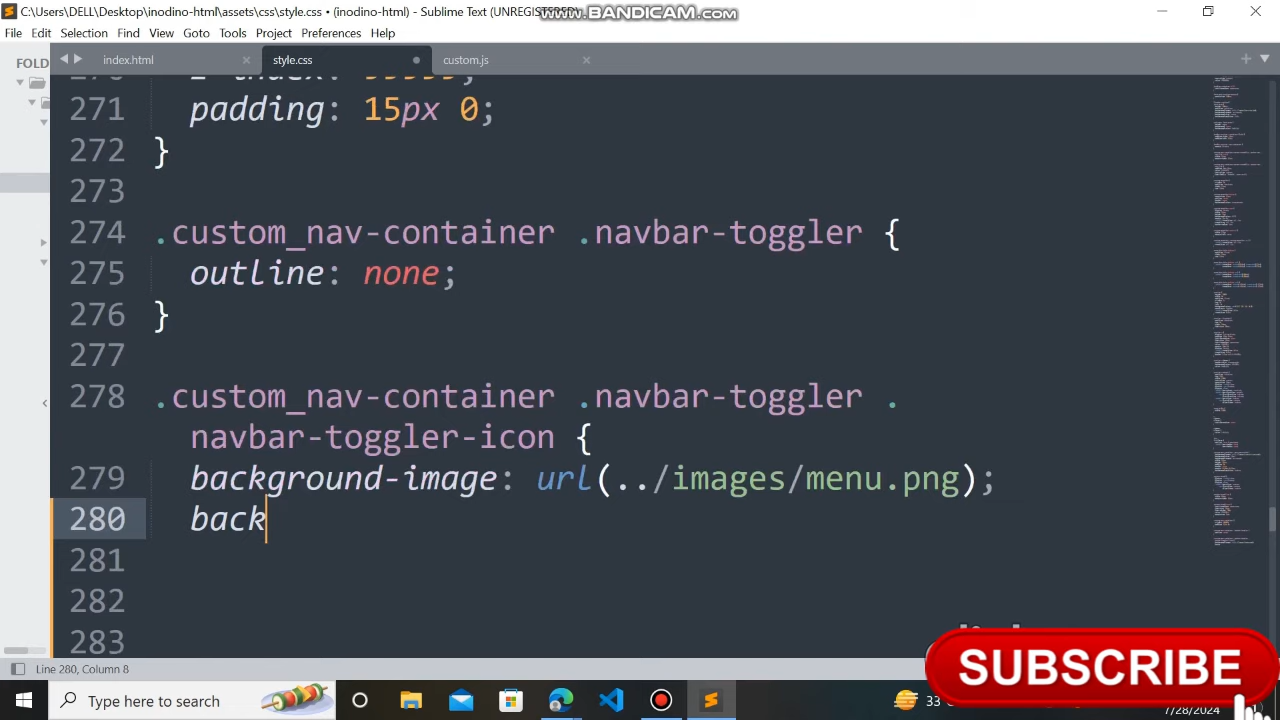 C:\Users\DELL\Desktop\inodino-html\assets\css\style.css • (inodino-html) - Sublime Text (UNREGISTERED)
www.BANDICAM.com
File Edit Selection Find View Goto Tools Project Preferences Help
FOLD
index.html
style.css
custom.js
271 padding: 15px 0;
272 }
273
274 .custom_nav-container .navbar-toggler {
275 outline: none;
276 }
277
278 .custom_nav-container .navbar-toggler .
navbar-toggler-icon {
279 background-image: url(../images/menu.png);
280 back
281
282
283
Line 280, Column 8
SUBSCRIBE
Type here to search
33
7/28/2024